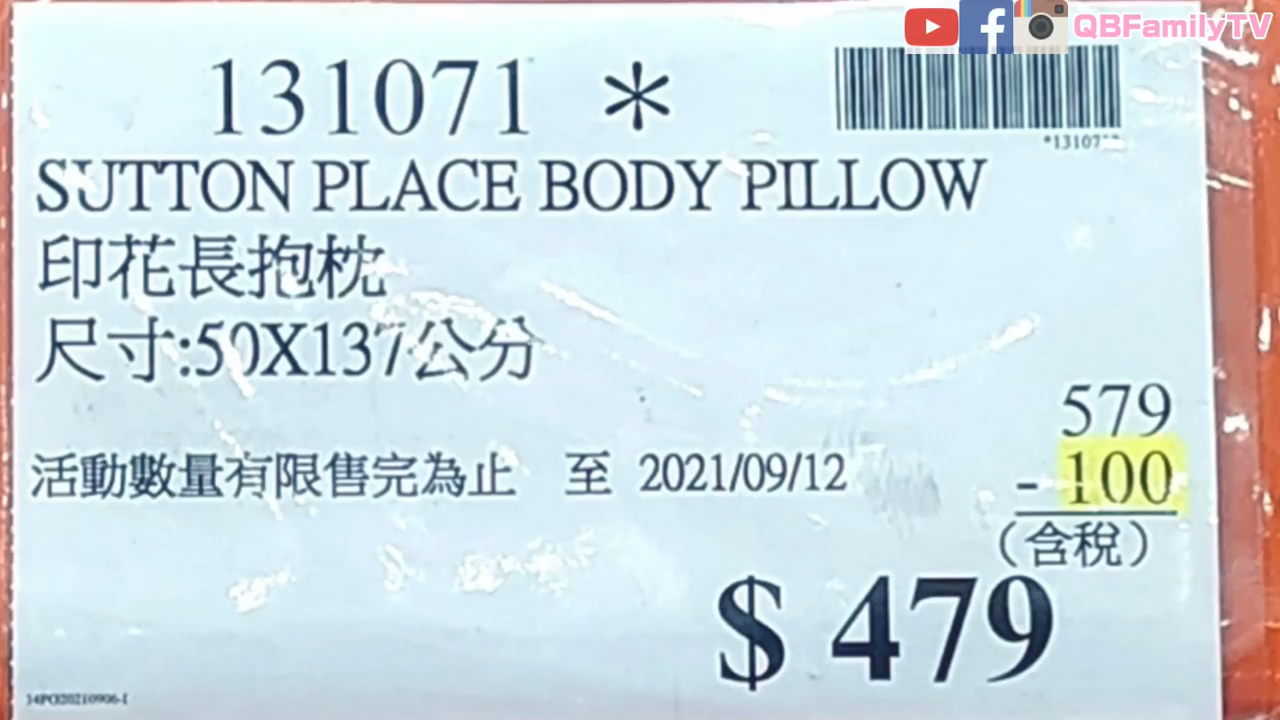 QBFamilyTV
131071 *
SUTTON PLACE BODY PILLOW
印花長抱枕
尺寸:50X137公分
579
活動數量有限售完為止 至 2021/09/12
- 100
(含稅)
$ 479